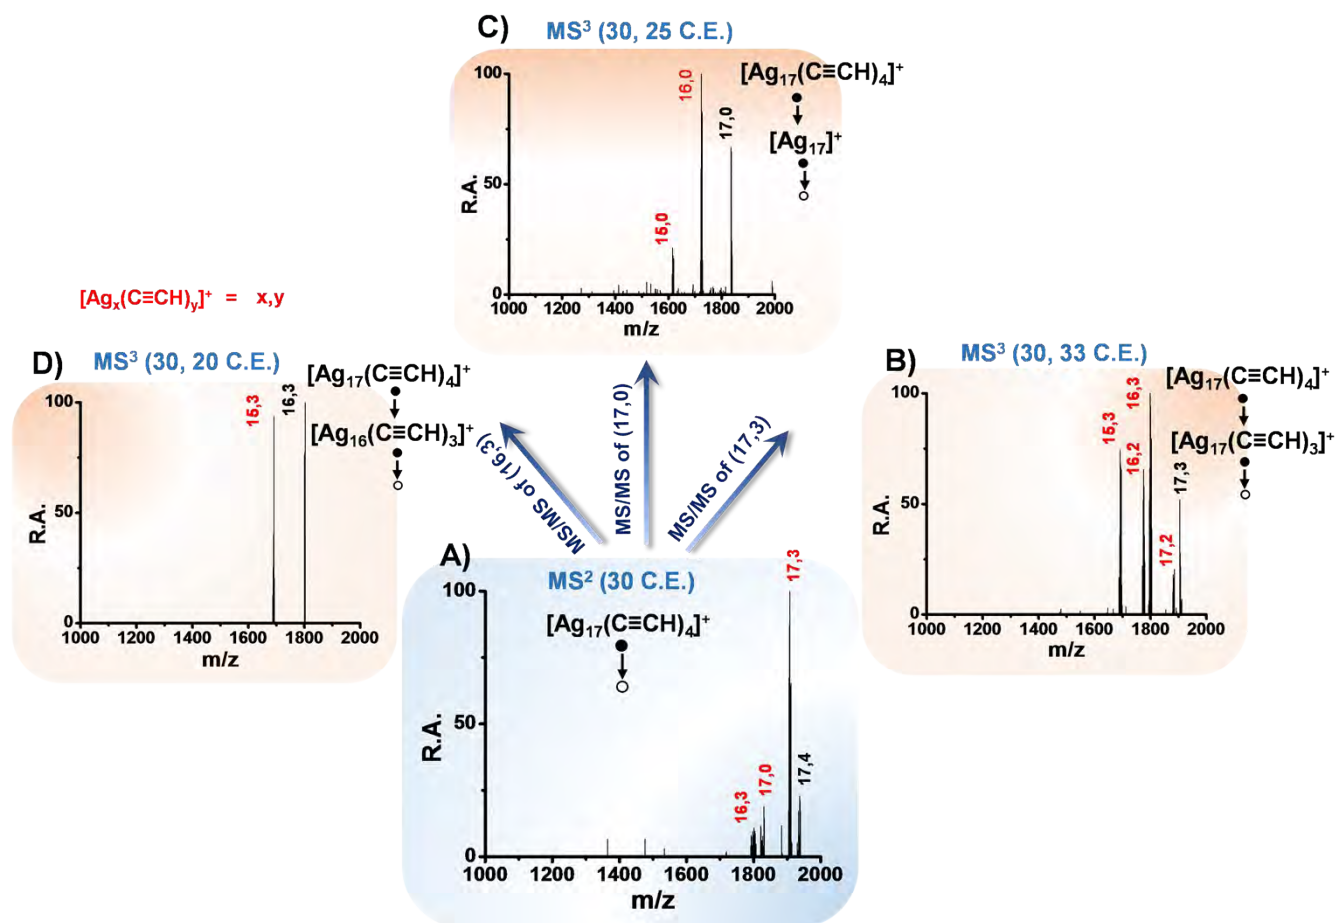 C) MS³ (30, 25 C.E.)
R.A.
100
50
0
1000 1200 1400 1600 1800 2000
m/z
15,0
16,0
17,0
[Ag₁₇(C≡CH)₄]⁺
[Ag₁₇]⁺
[Agₓ(C≡CH)ᵧ]⁺ = x,y
D) MS³ (30, 20 C.E.)
R.A.
100
50
0
1000 1200 1400 1600 1800 2000
m/z
15,3
16,3
[Ag₁₇(C≡CH)₄]⁺
[Ag₁₆(C≡CH)₃]⁺
MS/MS of (16,3)
MS/MS of (17,0)
MS/MS of (17,3)
B) MS³ (30, 33 C.E.)
R.A.
100
50
0
1000 1200 1400 1600 1800 2000
m/z
15,3
16,2
16,3
17,2
17,3
[Ag₁₇(C≡CH)₄]⁺
[Ag₁₇(C≡CH)₃]⁺
A) MS² (30 C.E.)
[Ag₁₇(C≡CH)₄]⁺
R.A.
100
50
0
1000 1200 1400 1600 1800 2000
m/z
16,3
17,0
17,3
17,4